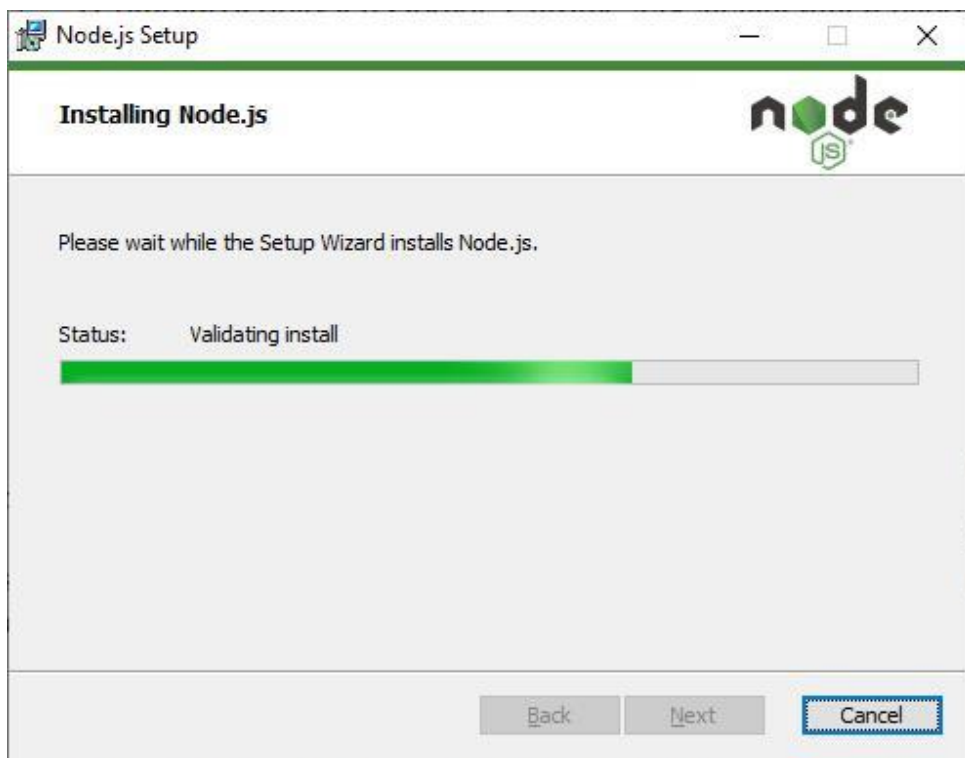 Node.js Setup
Installing Node.js
node
JS
Please wait while the Setup Wizard installs Node.js.
Status: Validating install
Back Next Cancel